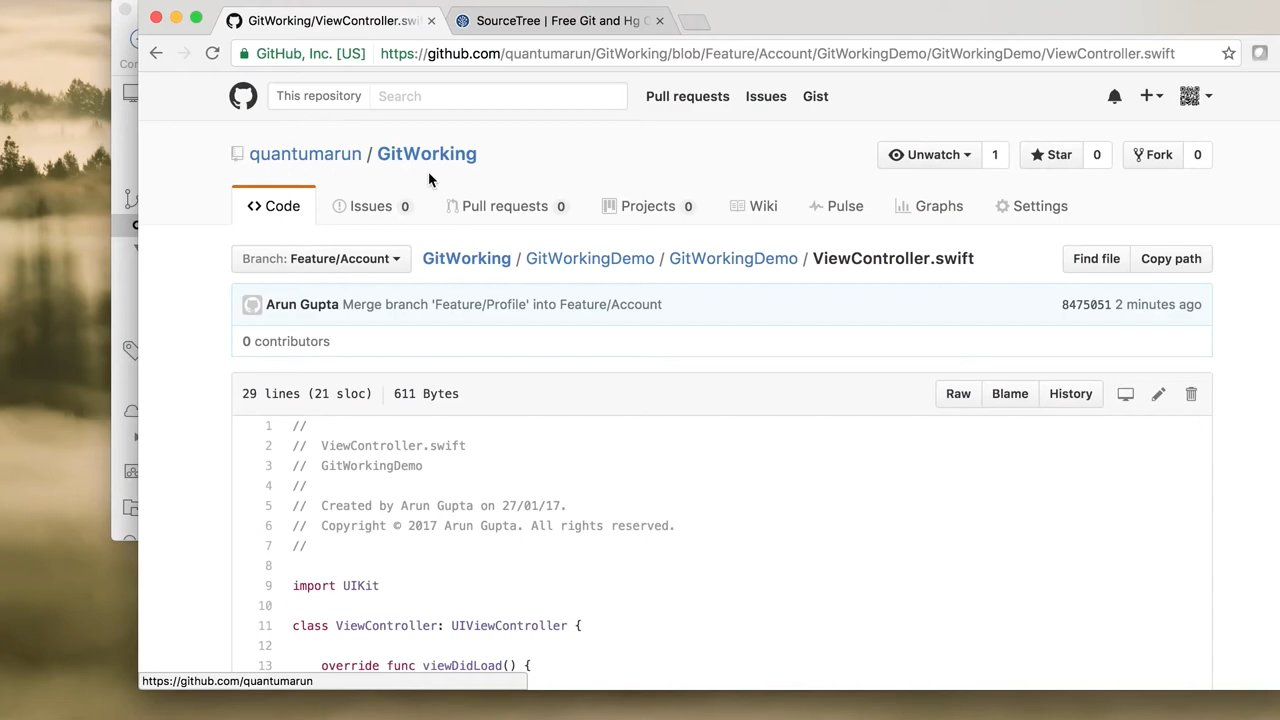 GitWorking/ViewController.swi
SourceTree | Free Git and Hg C
GitHub, Inc. [US] https://github.com/quantumarun/GitWorking/blob/Feature/Account/GitWorkingDemo/GitWorkingDemo/ViewController.swift
This repository Search Pull requests Issues Gist
quantumarun / GitWorking
Unwatch 1 Star 0 Fork 0
Code Issues 0 Pull requests 0 Projects 0 Wiki Pulse Graphs Settings
Branch: Feature/Account GitWorking / GitWorkingDemo / GitWorkingDemo / ViewController.swift Find file Copy path
Arun Gupta Merge branch 'Feature/Profile' into Feature/Account 8475051 2 minutes ago
0 contributors
29 lines (21 sloc) 611 Bytes Raw Blame History
1 //
2 // ViewController.swift
3 // GitWorkingDemo
4 //
5 // Created by Arun Gupta on 27/01/17.
6 // Copyright © 2017 Arun Gupta. All rights reserved.
7 //
8
9 import UIKit
10
11 class ViewController: UIViewController {
12
13 override func viewDidLoad() {
https://github.com/quantumarun